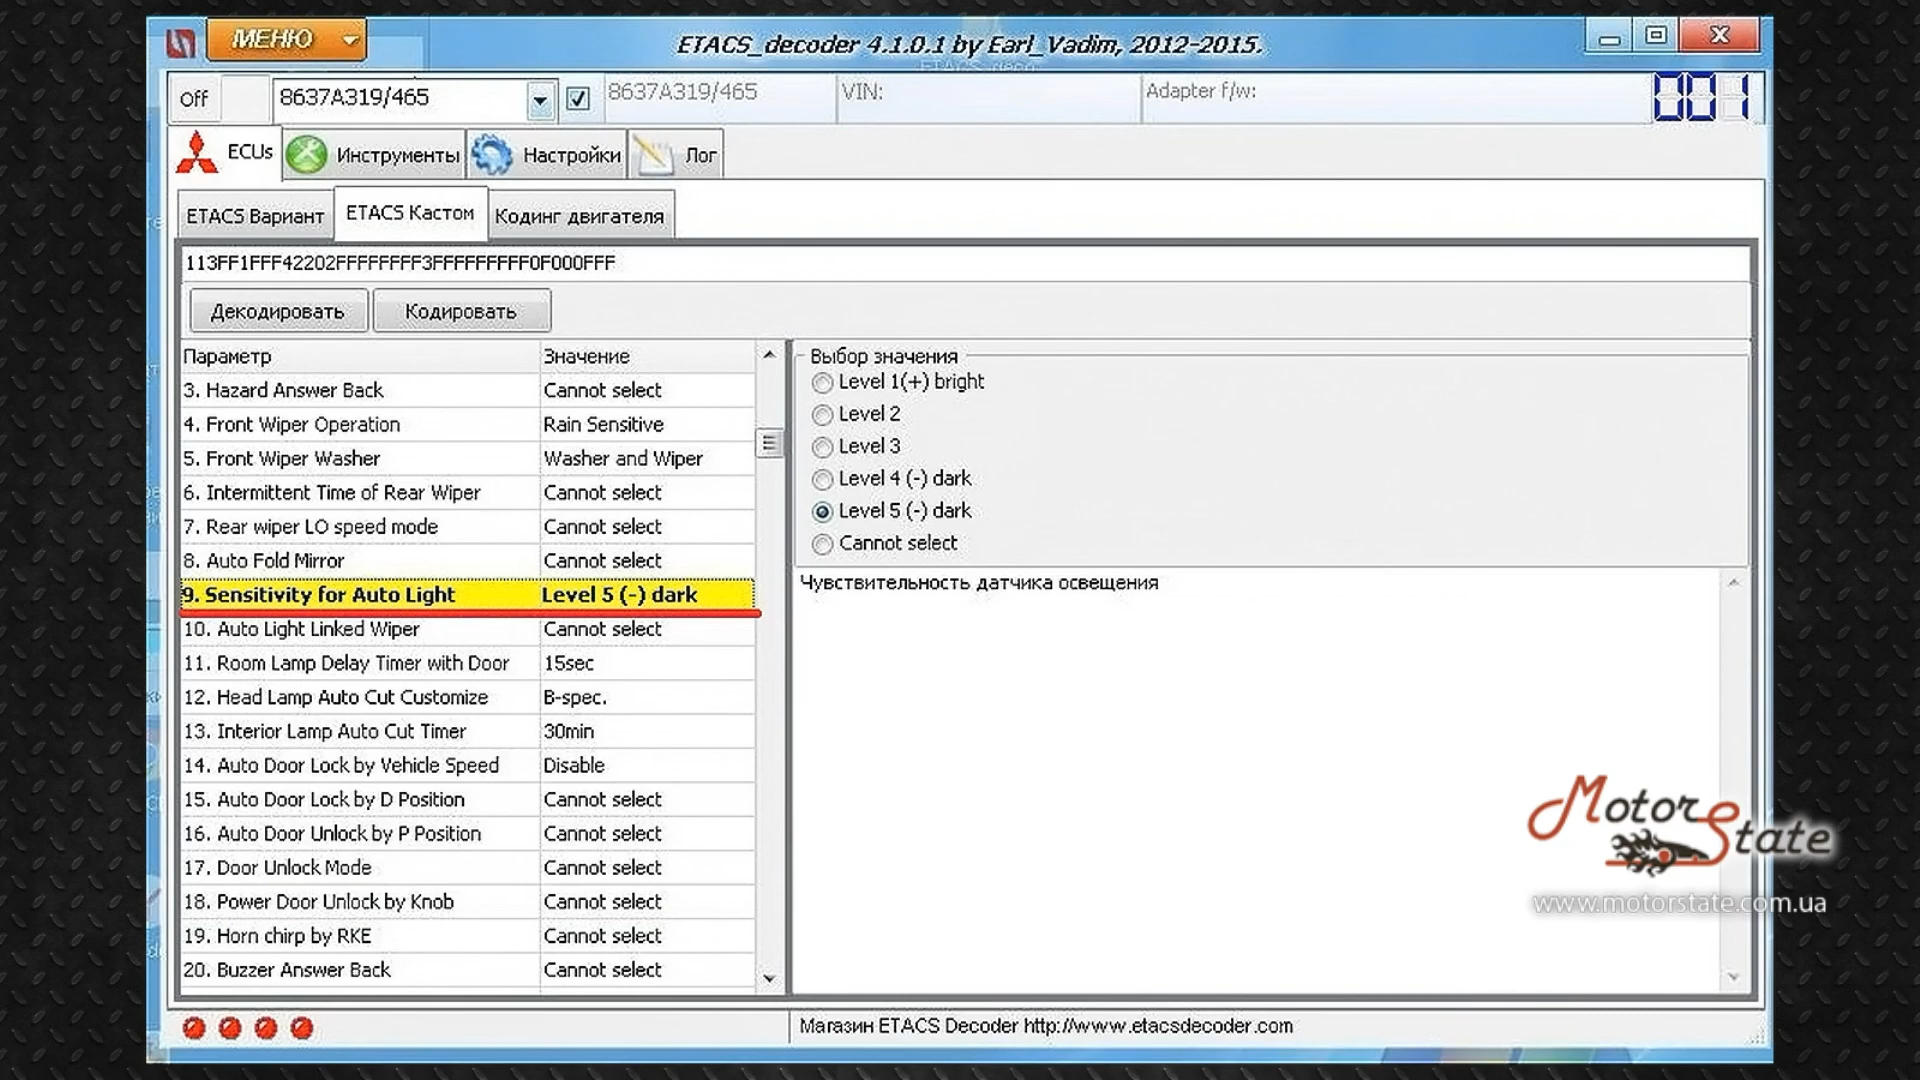 МЕНЮ
ETACS_decoder 4.1.0.1 by Earl_Vadim, 2012-2015.
Off
8637A319/465
8637A319/465
VIN:
Adapter f/w:
001
ECUs
Инструменты
Настройки
Лог
ETACS Вариант
ETACS Кастом
Кодинг двигателя
113FF1FFF42202FFFFFFFF3FFFFFFFFF0F000FFF
Декодировать
Кодировать
Параметр Значение
3. Hazard Answer Back Cannot select
4. Front Wiper Operation Rain Sensitive
5. Front Wiper Washer Washer and Wiper
6. Intermittent Time of Rear Wiper Cannot select
7. Rear wiper LO speed mode Cannot select
8. Auto Fold Mirror Cannot select
9. Sensitivity for Auto Light Level 5 (-) dark
10. Auto Light Linked Wiper Cannot select
11. Room Lamp Delay Timer with Door 15sec
12. Head Lamp Auto Cut Customize B-spec.
13. Interior Lamp Auto Cut Timer 30min
14. Auto Door Lock by Vehicle Speed Disable
15. Auto Door Lock by D Position Cannot select
16. Auto Door Unlock by P Position Cannot select
17. Door Unlock Mode Cannot select
18. Power Door Unlock by Knob Cannot select
19. Horn chirp by RKE Cannot select
20. Buzzer Answer Back Cannot select
Выбор значения
Level 1(+) bright
Level 2
Level 3
Level 4 (-) dark
Level 5 (-) dark
Cannot select
Чувствительность датчика освещения
Motor State
www.motorstate.com.ua
Магазин ETACS Decoder http://www.etacsdecoder.com